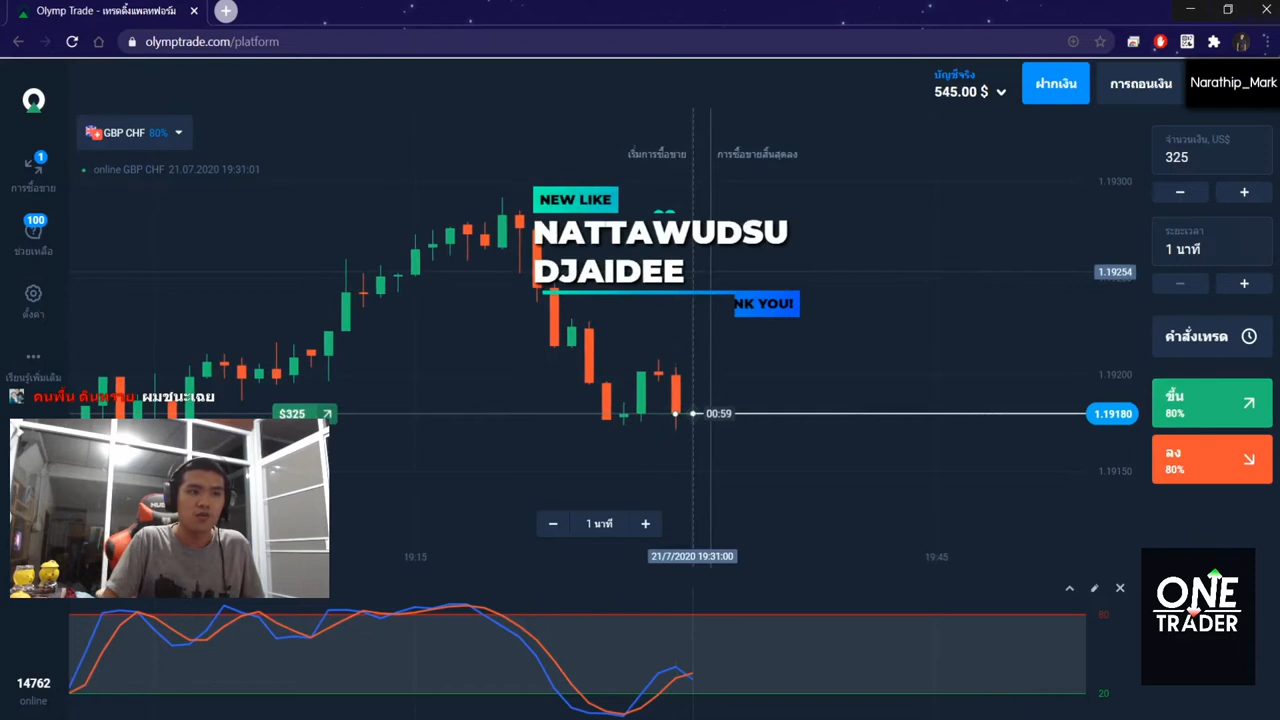 Olymp Trade - เทรดดิ้งแพลทฟอร์ม
olymptrade.com/platform
บัญชีจริง
545.00 $
ฝากเงิน
การถอนเงิน
Narathip_Mark
GBP CHF 80%
online GBP CHF 21.07.2020 19:31:01
เริ่มการซื้อขาย
การซื้อขายสิ้นสุดลง
จำนวนเงิน, US$
325
1
การซื้อขาย
100
ช่วยเหลือ
ตั้งค่า
เรียนรู้เพิ่มเติม
NEW LIKE
NATTAWUDSU
DJAIDEE
NK YOU!
1.19300
1.19254
1.19200
1.19180
1.19150
ระยะเวลา
1 นาที
คำสั่งเทรด
ขึ้น
80%
ลง
80%
ผมชนะเฉย
$325
00:59
1 นาที
19:15
21/7/2020 19:31:00
19:45
80
20
ONE
TRADER
14762
online